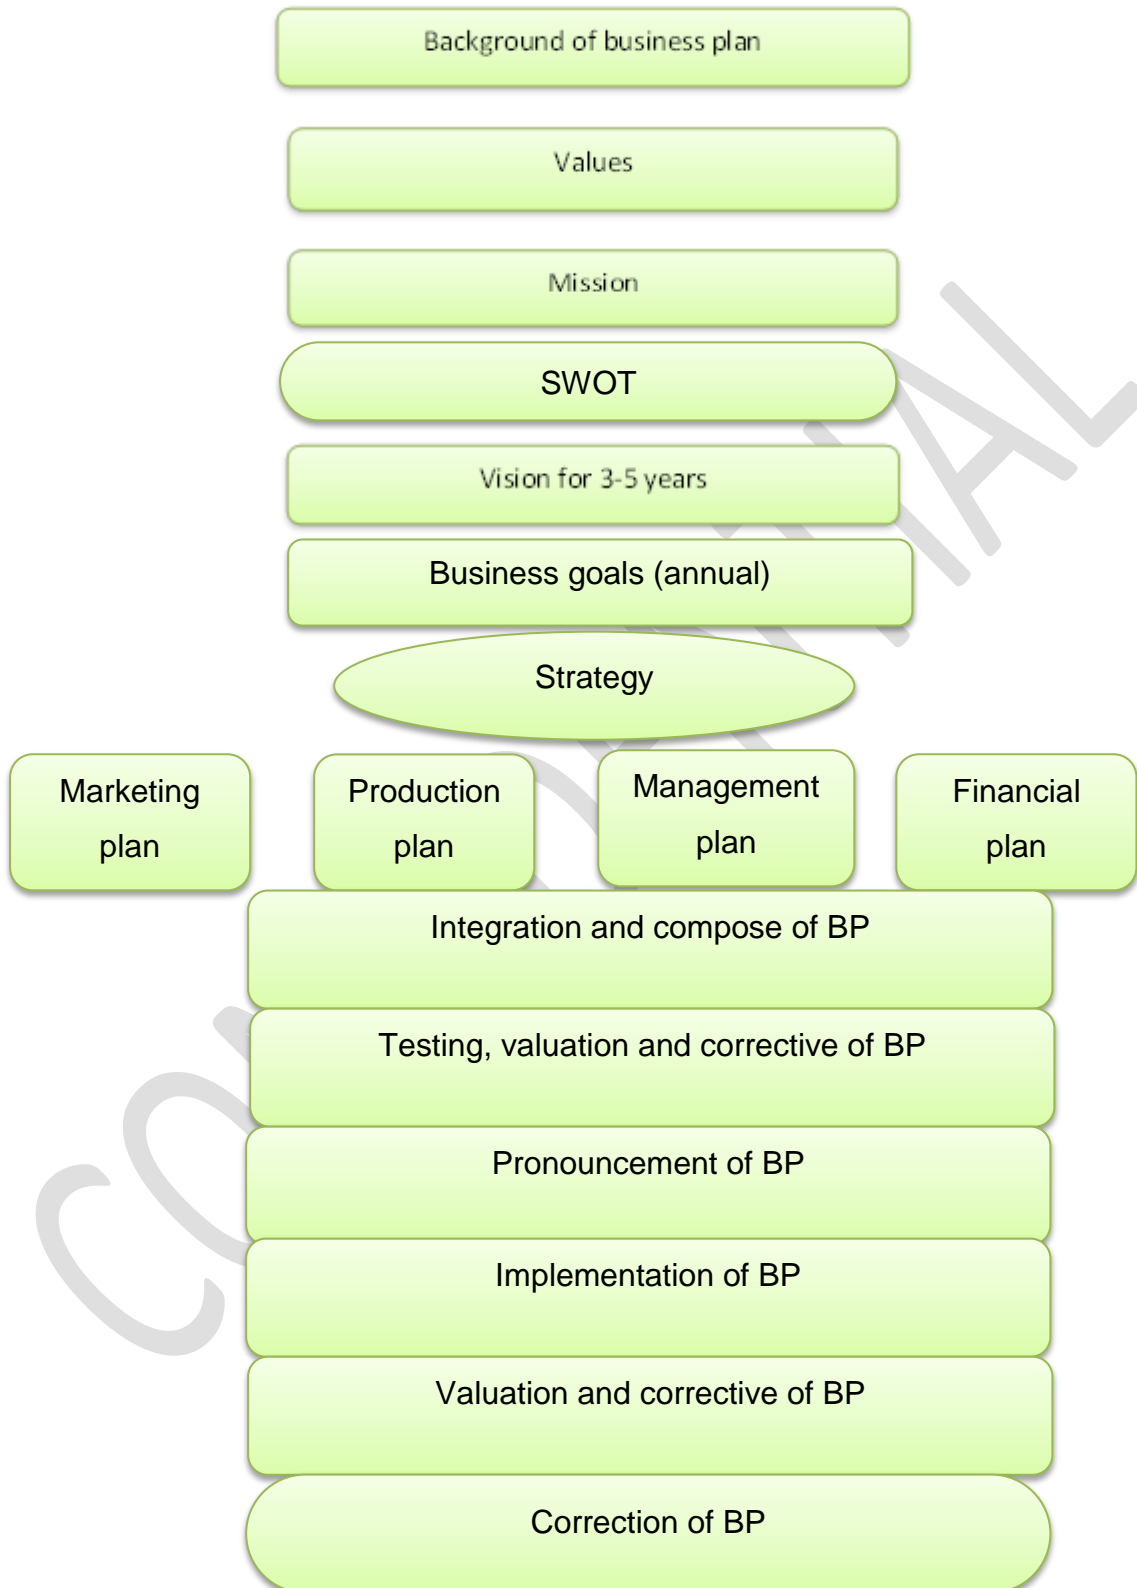 Background of business plan
Values
Mission
SWOT
Vision for 3-5 years
Business goals (annual)
Strategy
Marketing
plan
Production
plan
Management
plan
Financial
plan
Integration and compose of BP
Testing, valuation and corrective of BP
Pronouncement of BP
Implementation of BP
Valuation and corrective of BP
Correction of BP
CONFIDENTIAL